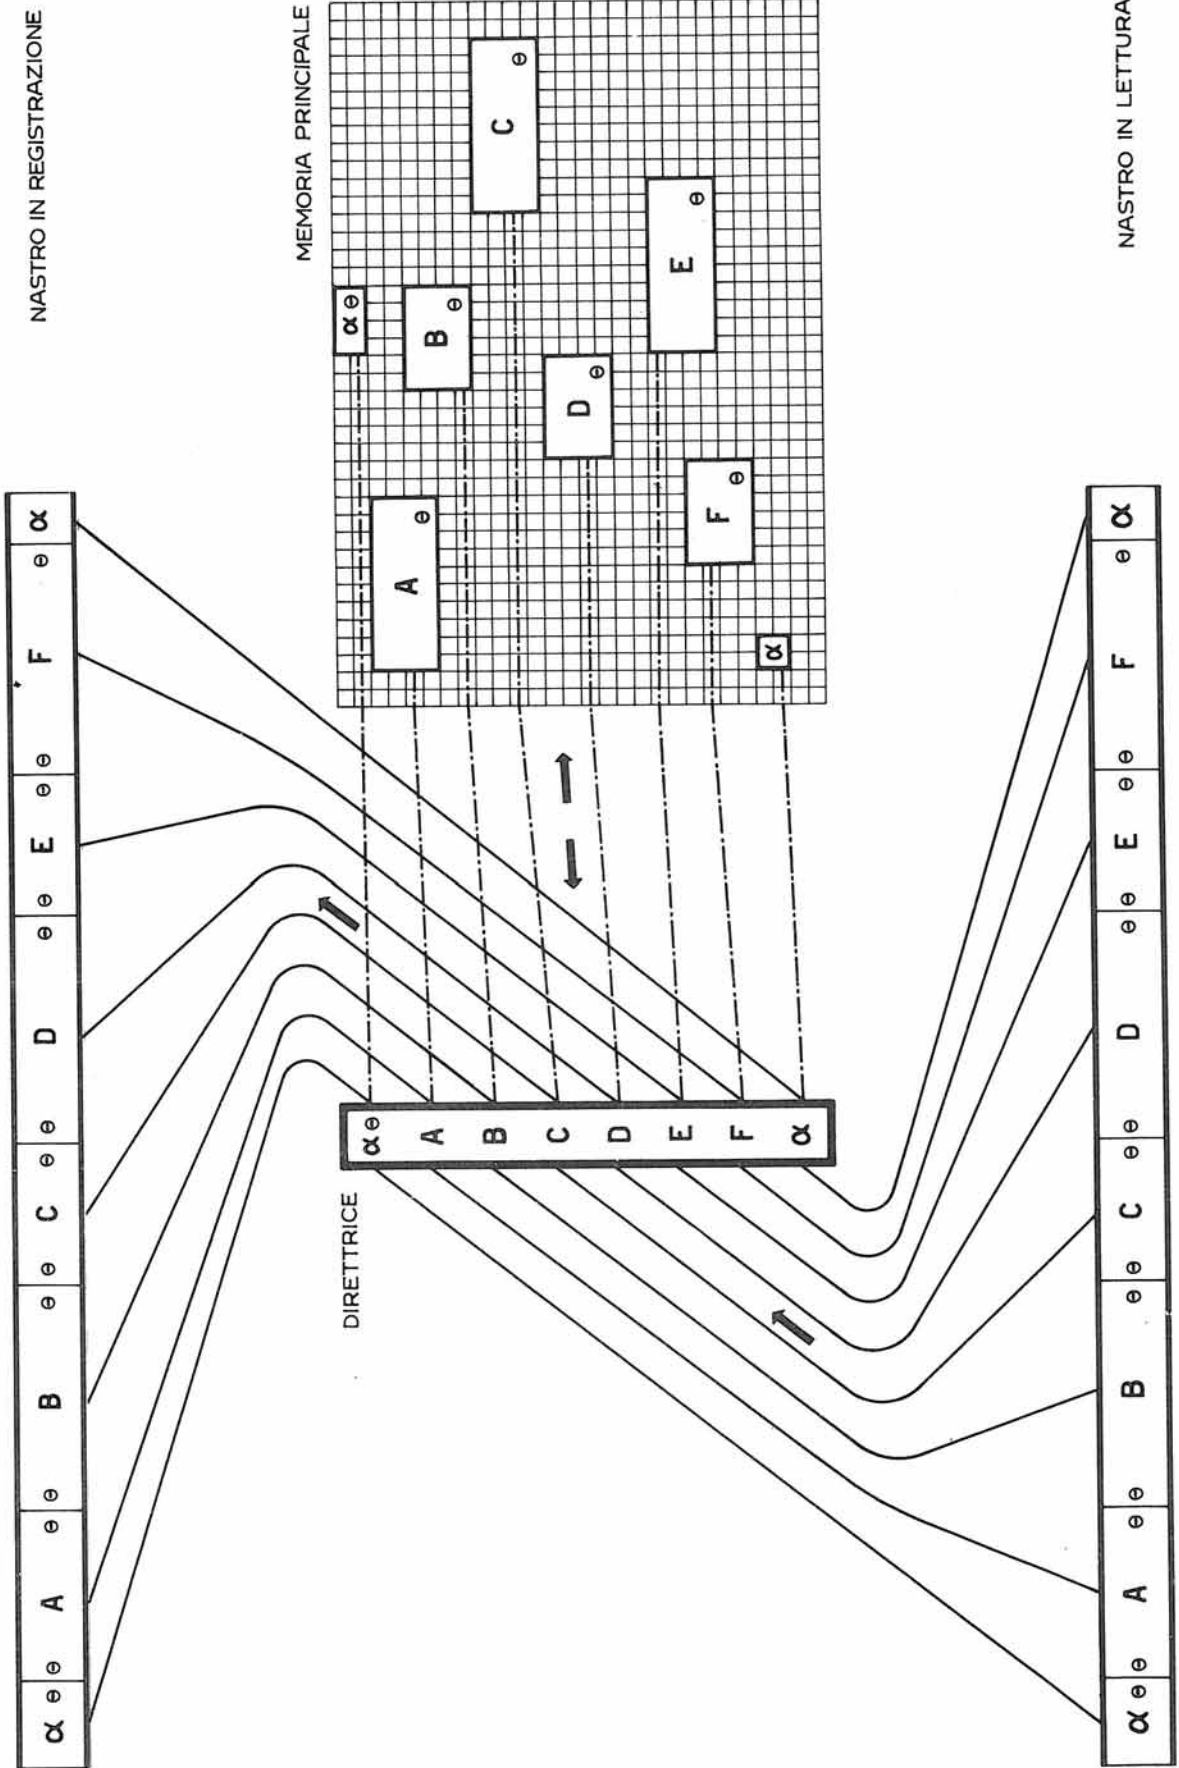 NASTRO IN REGISTRAZIONE
α ϴ ϴ A ϴ ϴ B ϴ ϴ C ϴ ϴ D ϴ ϴ E ϴ ϴ F ϴ α
MEMORIA PRINCIPALE
α ϴ
A ϴ
B ϴ
C ϴ
D ϴ
E ϴ
F ϴ
α
DIRETTRICE
α ϴ
A
B
C
D
E
F
α
NASTRO IN LETTURA
α ϴ ϴ A ϴ ϴ B ϴ ϴ C ϴ ϴ D ϴ ϴ E ϴ ϴ F ϴ α